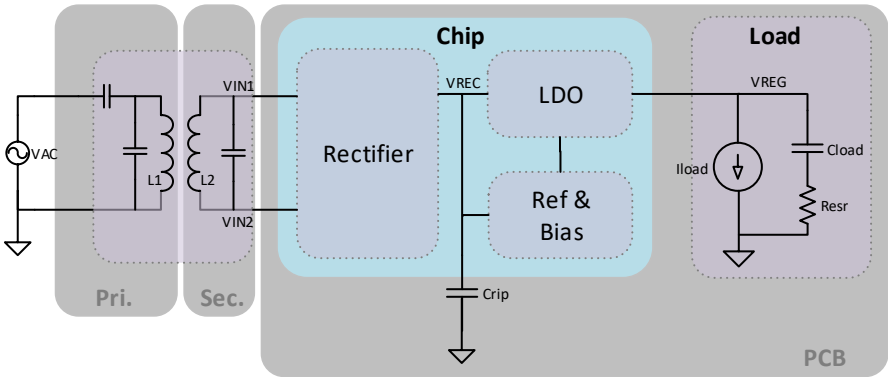 Chip
Load
VIN1
VREC
LDO
VREG
VAC
L1
L2
Rectifier
Iload
Cload
Resr
Ref &
Bias
VIN2
Crip
Pri.
Sec.
PCB